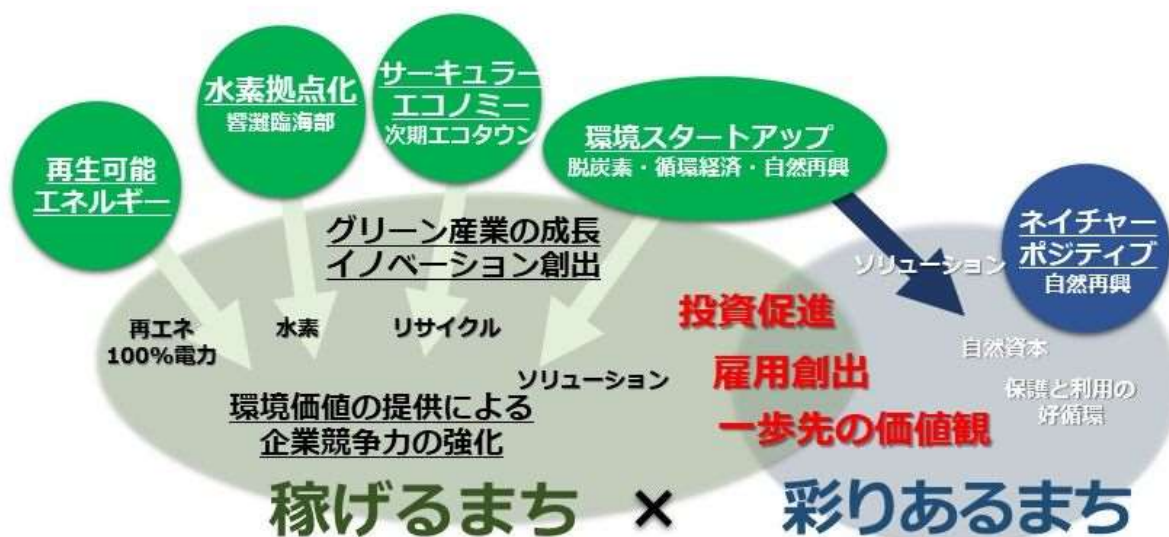 再生可能
エネルギー
水素拠点化
響灘臨海部
サーキュラー
エコノミー
次期エコタウン
環境スタートアップ
脱炭素・循環経済・自然再興
ネイチャー
ポジティブ
自然再興
グリーン産業の成長
イノベーション創出
ソリューション
再エネ
100%電力
水素
リサイクル
ソリューション
投資促進
雇用創出
一歩先の価値観
自然資本
保護と利用の
好循環
環境価値の提供による
企業競争力の強化
稼げるまち × 彩りあるまち